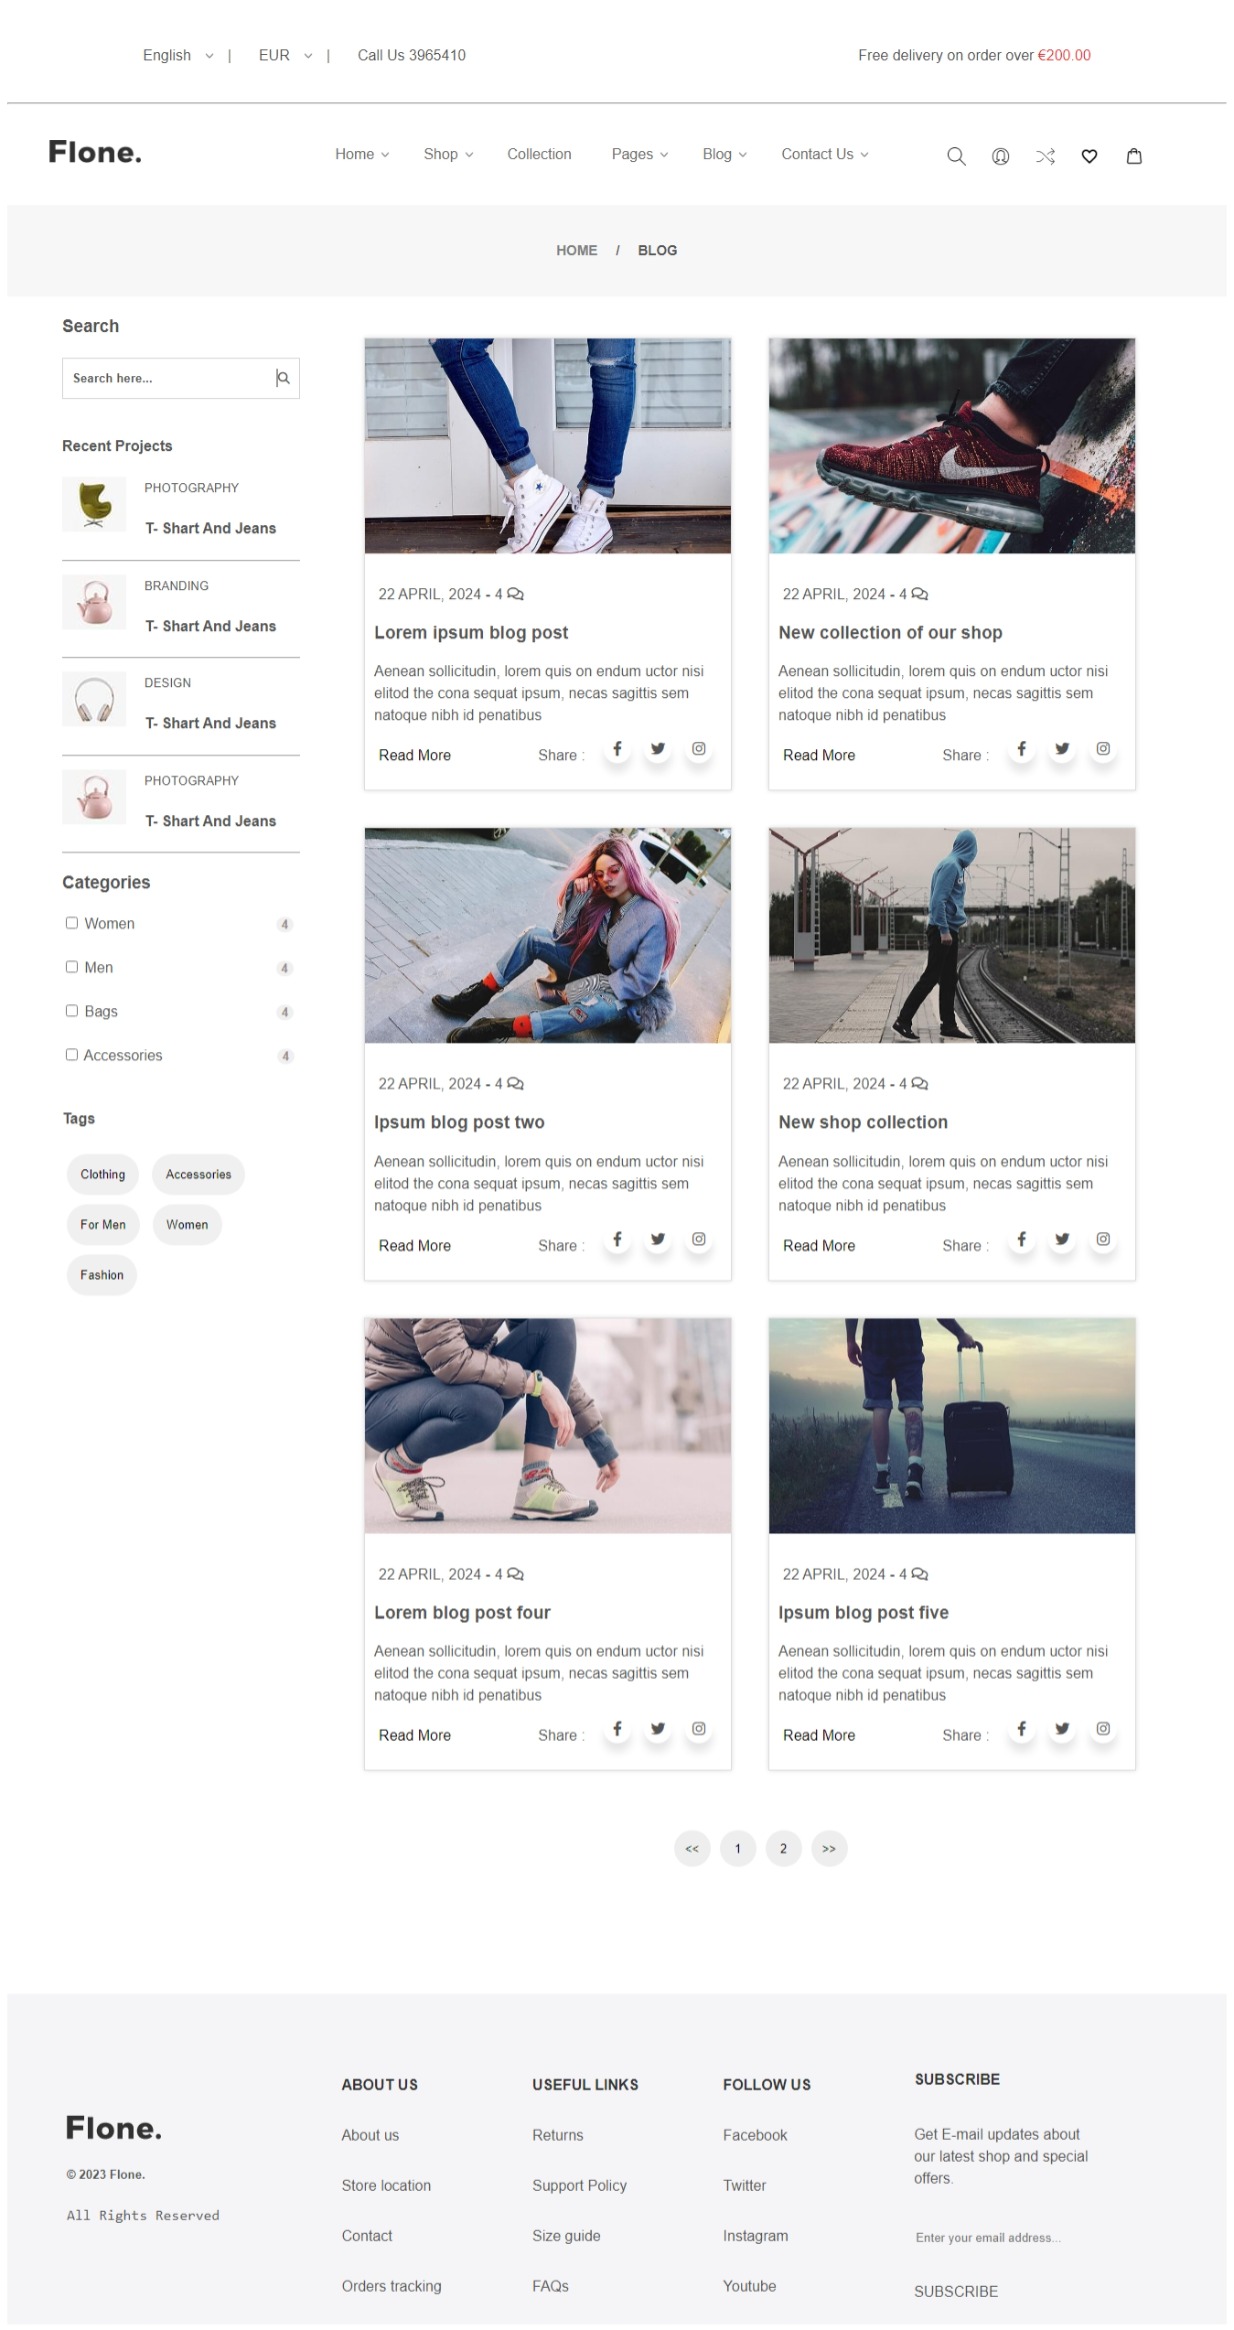 English | EUR | Call Us 3965410
Free delivery on order over €200.00
Flone.
Home Shop Collection Pages Blog Contact Us
HOME / BLOG
Search
Search here...
Recent Projects
PHOTOGRAPHY
T- Shart And Jeans
BRANDING
T- Shart And Jeans
DESIGN
T- Shart And Jeans
PHOTOGRAPHY
T- Shart And Jeans
Categories
Women 4
Men 4
Bags 4
Accessories 4
Tags
Clothing Accessories
For Men Women
Fashion
22 APRIL, 2024 - 4
Lorem ipsum blog post
Aenean sollicitudin, lorem quis on endum uctor nisi
elitod the cona sequat ipsum, necas sagittis sem
natoque nibh id penatibus
Read More Share :
22 APRIL, 2024 - 4
New collection of our shop
Aenean sollicitudin, lorem quis on endum uctor nisi
elitod the cona sequat ipsum, necas sagittis sem
natoque nibh id penatibus
Read More Share :
22 APRIL, 2024 - 4
Ipsum blog post two
Aenean sollicitudin, lorem quis on endum uctor nisi
elitod the cona sequat ipsum, necas sagittis sem
natoque nibh id penatibus
Read More Share :
22 APRIL, 2024 - 4
New shop collection
Aenean sollicitudin, lorem quis on endum uctor nisi
elitod the cona sequat ipsum, necas sagittis sem
natoque nibh id penatibus
Read More Share :
22 APRIL, 2024 - 4
Lorem blog post four
Aenean sollicitudin, lorem quis on endum uctor nisi
elitod the cona sequat ipsum, necas sagittis sem
natoque nibh id penatibus
Read More Share :
22 APRIL, 2024 - 4
Ipsum blog post five
Aenean sollicitudin, lorem quis on endum uctor nisi
elitod the cona sequat ipsum, necas sagittis sem
natoque nibh id penatibus
Read More Share :
<< 1 2 >>
Flone.
© 2023 Flone.
All Rights Reserved
ABOUT US
About us
Store location
Contact
Orders tracking
USEFUL LINKS
Returns
Support Policy
Size guide
FAQs
FOLLOW US
Facebook
Twitter
Instagram
Youtube
SUBSCRIBE
Get E-mail updates about
our latest shop and special
offers.
Enter your email address...
SUBSCRIBE